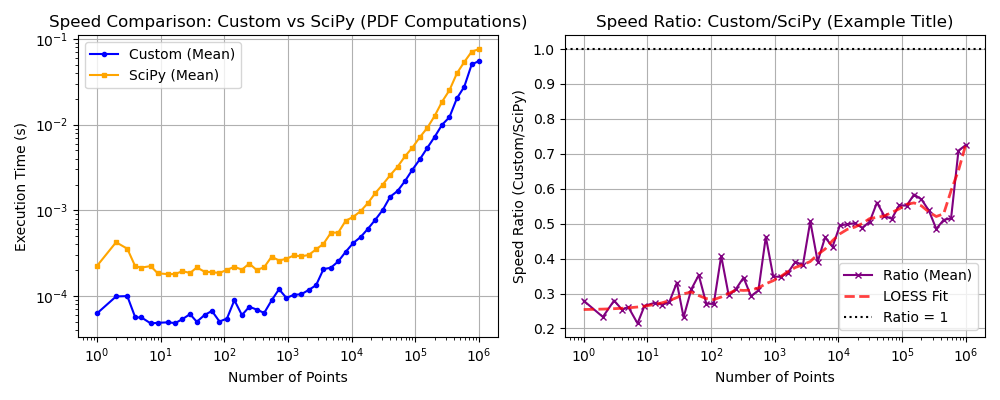 Speed Comparison: Custom vs SciPy (PDF Computations)
Execution Time (s)
10⁻¹
10⁻²
10⁻³
10⁻⁴
Custom (Mean)
SciPy (Mean)
10⁰ 10¹ 10² 10³ 10⁴ 10⁵ 10⁶
Number of Points
Speed Ratio: Custom/SciPy (Example Title)
Speed Ratio (Custom/SciPy)
1.0
0.9
0.8
0.7
0.6
0.5
0.4
0.3
0.2
Ratio (Mean)
LOESS Fit
Ratio = 1
10⁰ 10¹ 10² 10³ 10⁴ 10⁵ 10⁶
Number of Points